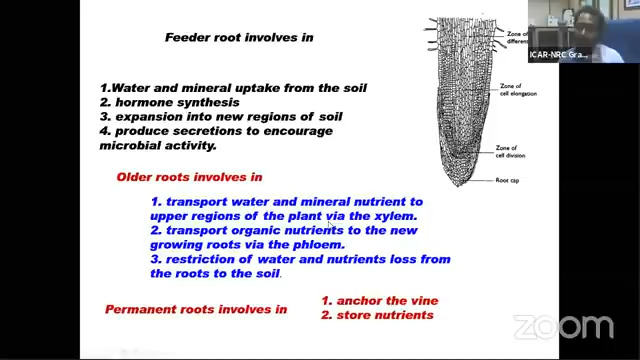 Feeder root involves in
1.Water and mineral uptake from the soil
2. hormone synthesis
3. expansion into new regions of soil
4. produce secretions to encourage
microbial activity.
Older roots involves in
1. transport water and mineral nutrient to
upper regions of the plant via the xylem.
2. transport organic nutrients to the new
growing roots via the phloem.
3. restriction of water and nutrients loss from
the roots to the soil.
Permanent roots involves in
1. anchor the vine
2. store nutrients
Zone of
Zone of
cell elongation
Zone of
cell division
Root cap
ICAR-NRC Gra...
zoom